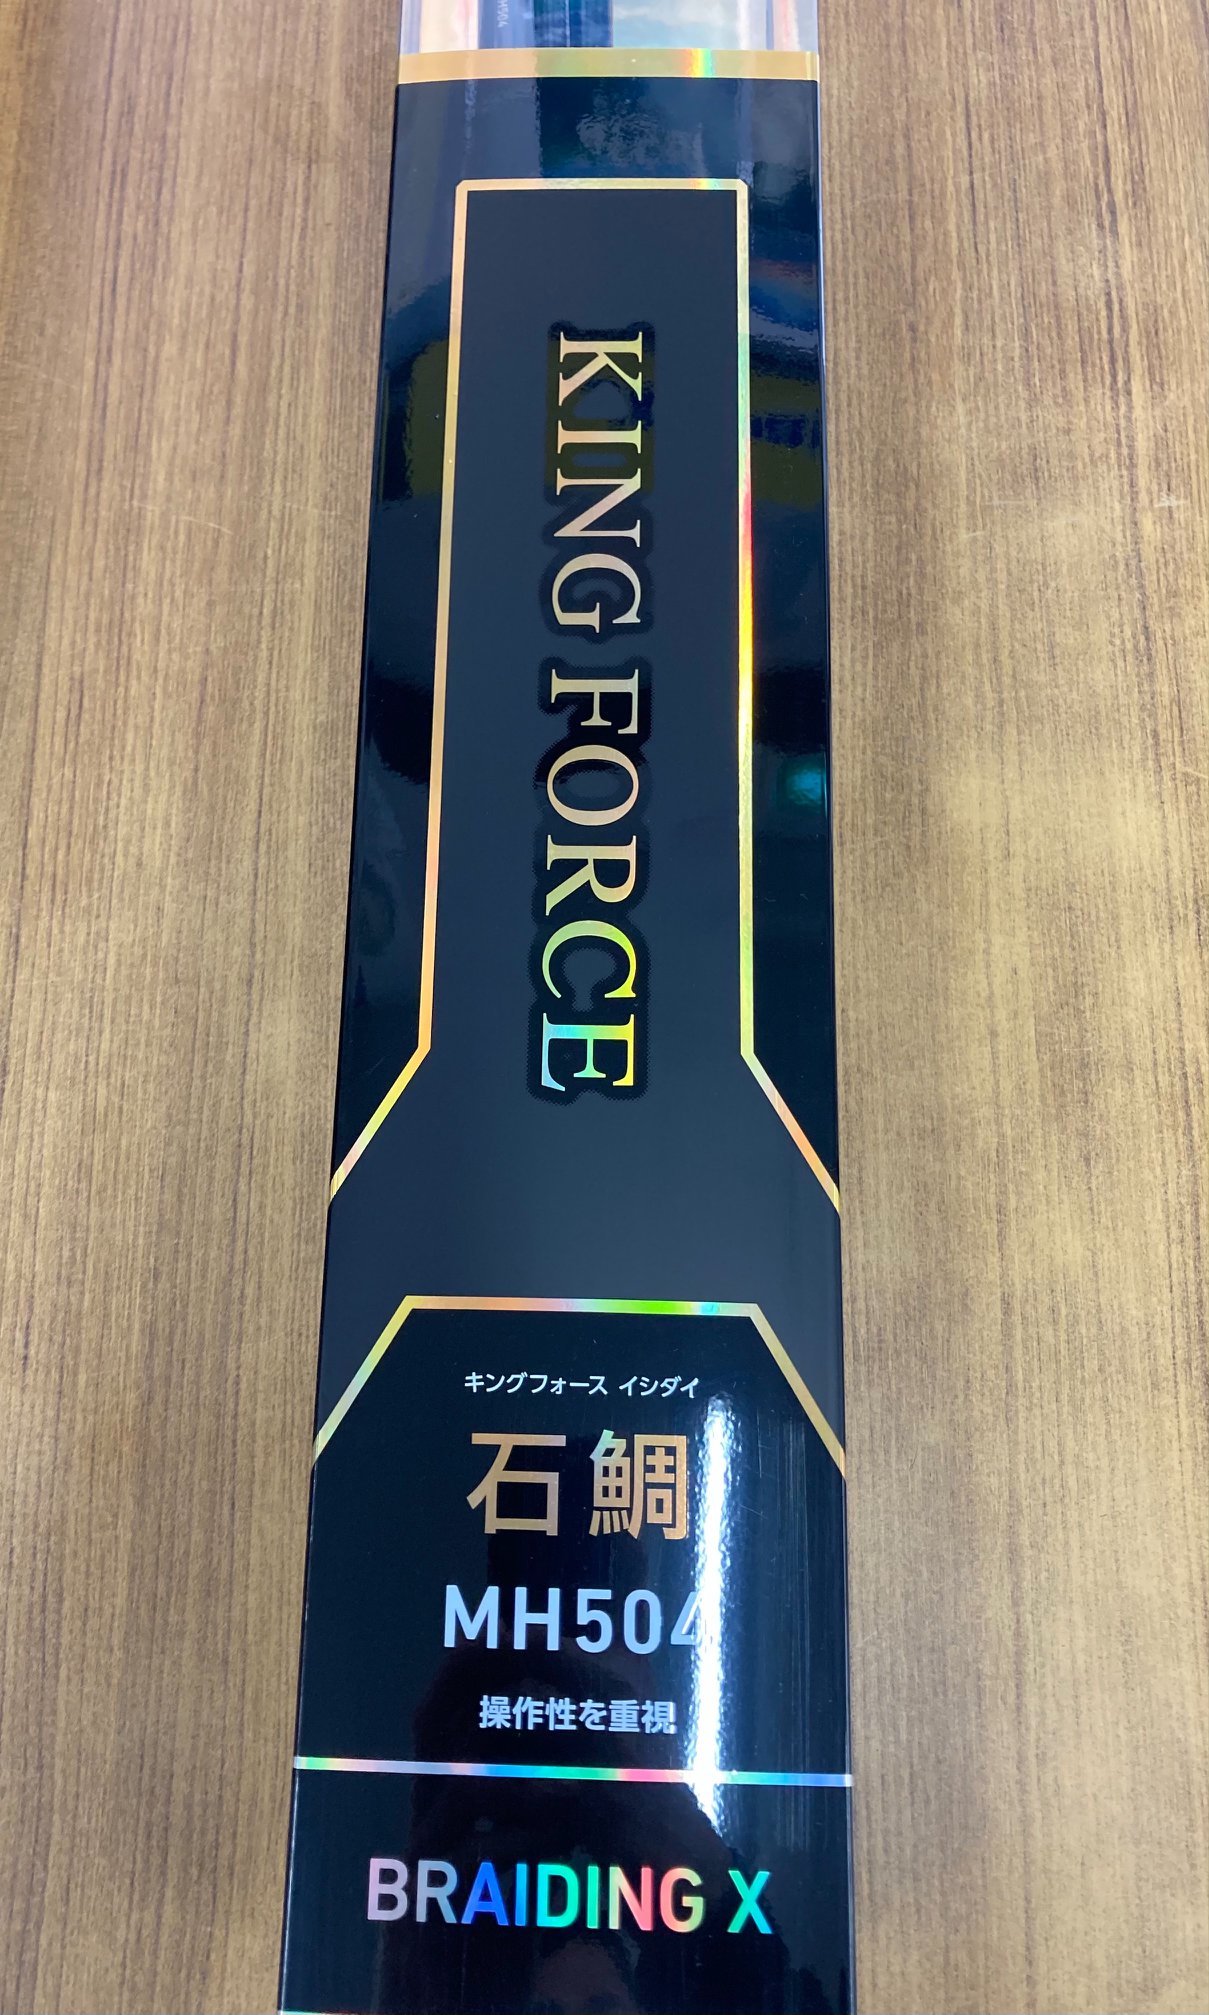 H504
KING FORCE
キングフォース イシダイ
石鯛
MH504
操作性を重視
BRAIDING X